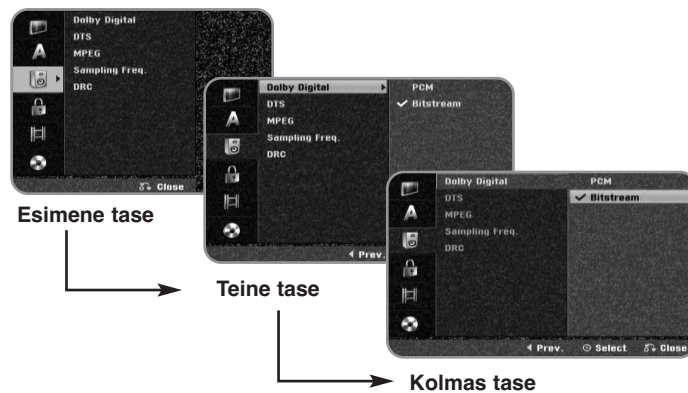 Dolby Digital
DTS
MPEG
Sampling Freq.
DRC
Close
Esimene tase
Dolby Digital
DTS
MPEG
Sampling Freq.
DRC
PCM
Bitstream
Prev.
Teine tase
Dolby Digital
DTS
MPEG
Sampling Freq.
DRC
PCM
Bitstream
Prev.
Select
Close
Kolmas tase